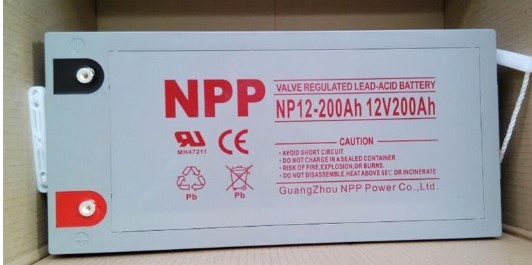 NPP
VALVE REGULATED LEAD-ACID BATTERY
NP12-200Ah 12V200Ah
MH47211
CE
CAUTION
• AVOID SHORT CIRCUIT
• DO NOT CHARGE IN A SEALED CONTAINER
• RISK OF FIRE, EXPLOSION, OR BURNS.
• DO NOT DISASSEMBLE, HEAT ABOVE 55°C OR INCINERATE
Pb
Pb
GuangZhou NPP Power Co.,Ltd.